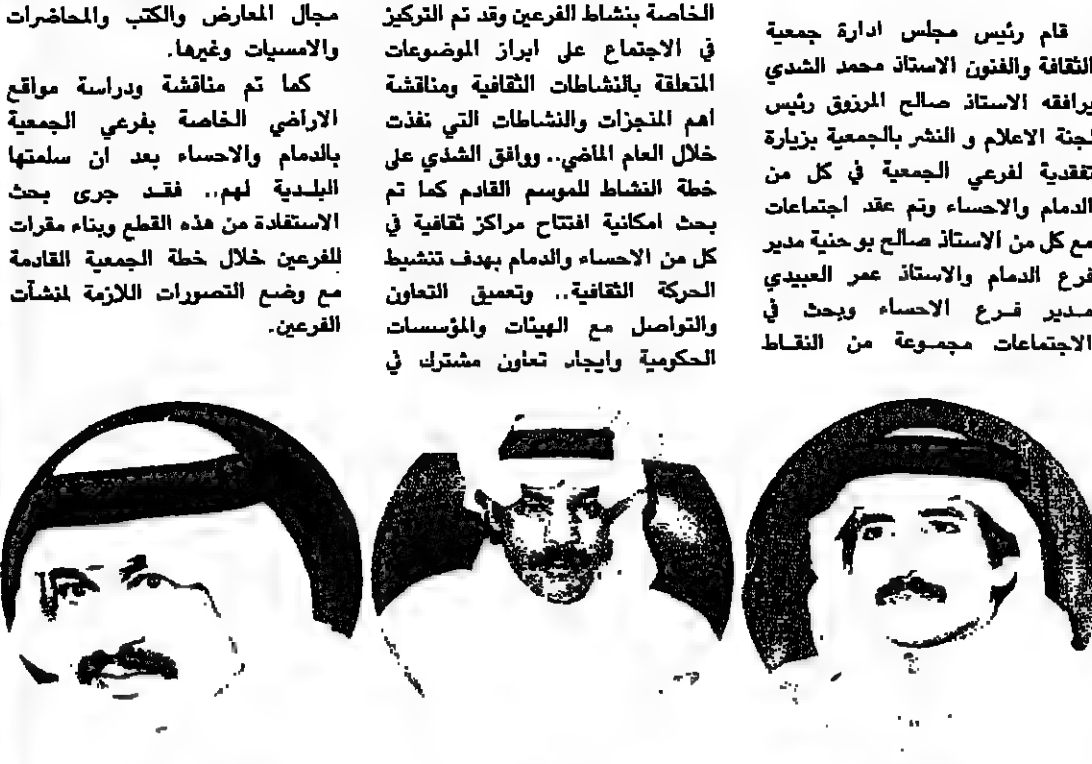 قام رئيس مجلس ادارة جمعية
الثقافة والفنون الاستاذ محمد الشدي
يرافقه الاستاذ صالح المرزوق رئيس
لجنة الاعلام و النشر بالجمعية بزيارة
تفقدية لفرعي الجمعية في كل من
الدمام والاحساء وتم عقد اجتماعات
مع كل من الاستاذ صالح بو حنية مدير
فرع الدمام والاستاذ عمر العبيدي
مدير فرع الاحساء وبحث في
الاجتماعات مجموعة من النقاط
الخاصة بنشاط الفرعين وقد تم التركيز
في الاجتماع على ابراز الموضوعات
المتعلقة بالنشاطات الثقافية ومناقشة
اهم المنجزات والنشاطات التي نفذت
خلال العام الماضي.. ووافق الشذي على
خطة النشاط للموسم القادم كما تم
بحث امكانية افتتاح مراكز ثقافية في
كل من الاحساء والدمام بهدف تنشيط
الحركة الثقافية.. وتعميق التعاون
والتواصل مع الهيئات والمؤسسات
الحكومية وايجاد تعاون مشترك في
مجال المعارض والكتب والمحاضرات
والامسيات وغيرها.
كما تم مناقشة ودراسة مواقع
الاراضي الخاصة بفرعي الجمعية
بالدمام والاحساء بعد ان سلمتها
البلدية لهم.. فقد جرى بحث
الاستفادة من هذه القطع وبناء مقرات
للفرعين خلال خطة الجمعية القادمة
مع وضع التصورات اللازمة لمنشآت
الفرعين.